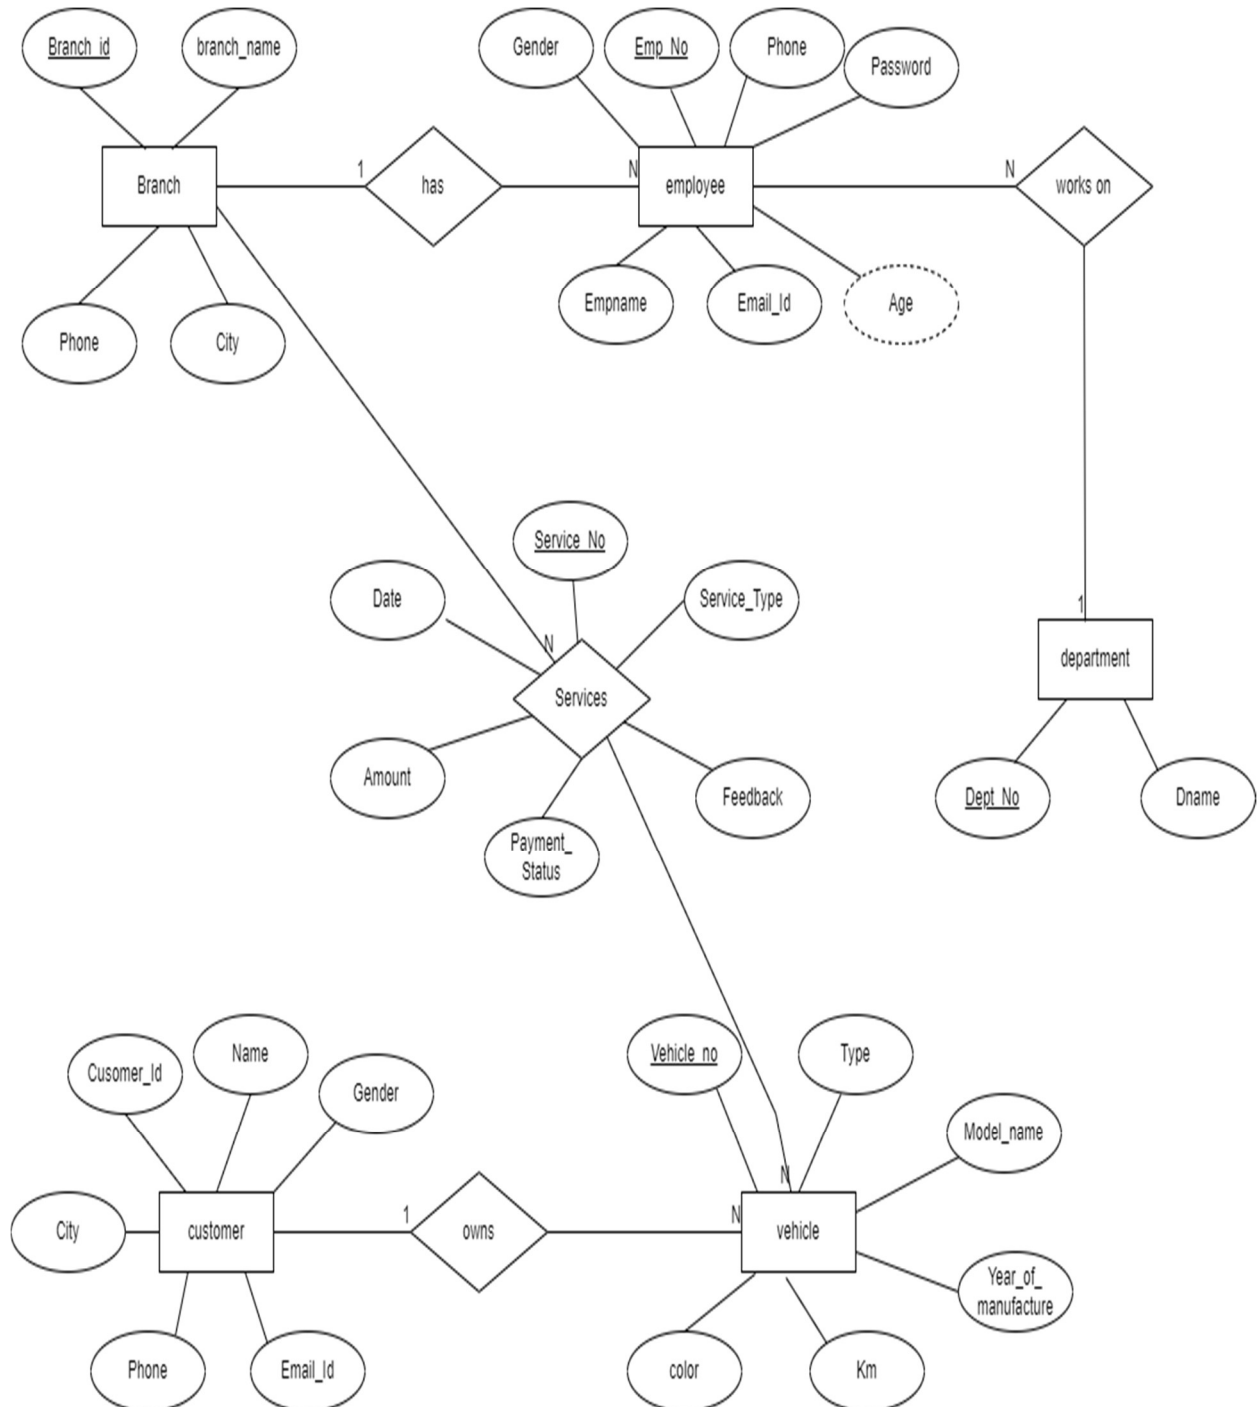 Branch_id
branch_name
Gender
Emp_No
Phone
Password
Branch
1
has
N
employee
N
works on
Phone
City
Empname
Email_Id
Age
Service_No
Date
Service_Type
N
1
Services
department
Amount
Feedback
Payment_
Status
Dept_No
Dname
Cusomer_Id
Name
Gender
Vehicle_no
Type
Model_name
N
City
customer
1
owns
N
vehicle
Year_of_
manufacture
Phone
Email_Id
color
Km